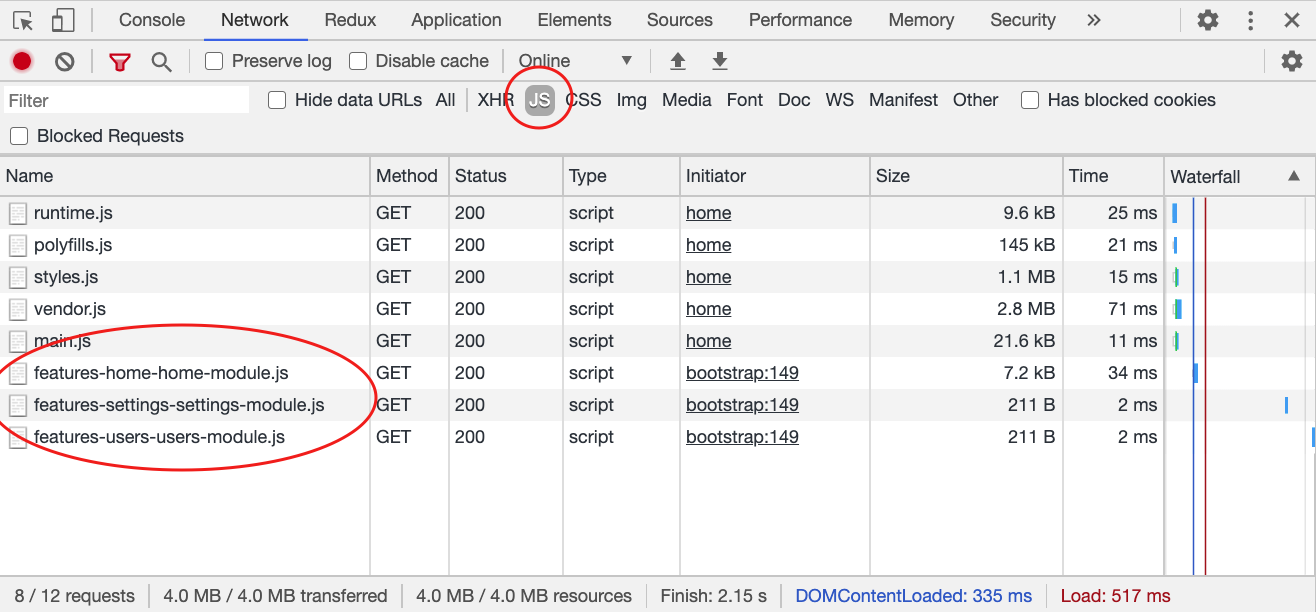 Console Network Redux Application Elements Sources Performance Memory Security »
Preserve log Disable cache Online
Filter Hide data URLs All XHR JS CSS Img Media Font Doc WS Manifest Other Has blocked cookies
Blocked Requests
Name Method Status Type Initiator Size Time Waterfall
runtime.js GET 200 script home 9.6 kB 25 ms
polyfills.js GET 200 script home 145 kB 21 ms
styles.js GET 200 script home 1.1 MB 15 ms
vendor.js GET 200 script home 2.8 MB 71 ms
main.js GET 200 script home 21.6 kB 11 ms
features-home-home-module.js GET 200 script bootstrap:149 7.2 kB 34 ms
features-settings-settings-module.js GET 200 script bootstrap:149 211 B 2 ms
features-users-users-module.js GET 200 script bootstrap:149 211 B 2 ms
8 / 12 requests 4.0 MB / 4.0 MB transferred 4.0 MB / 4.0 MB resources Finish: 2.15 s DOMContentLoaded: 335 ms Load: 517 ms